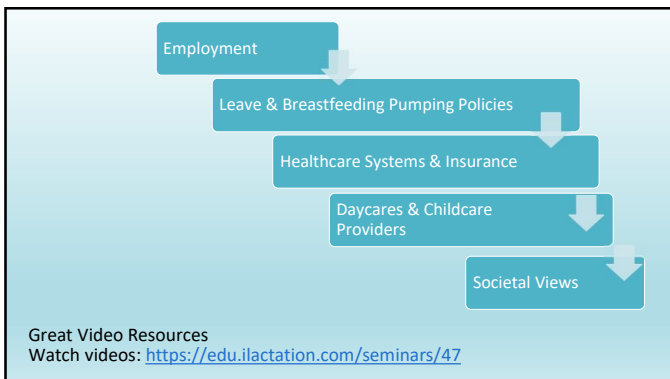 Employment
Leave & Breastfeeding Pumping Policies
Healthcare Systems & Insurance
Daycares & Childcare
Providers
Societal Views
Great Video Resources
Watch videos: https://edu.ilactation.com/seminars/47